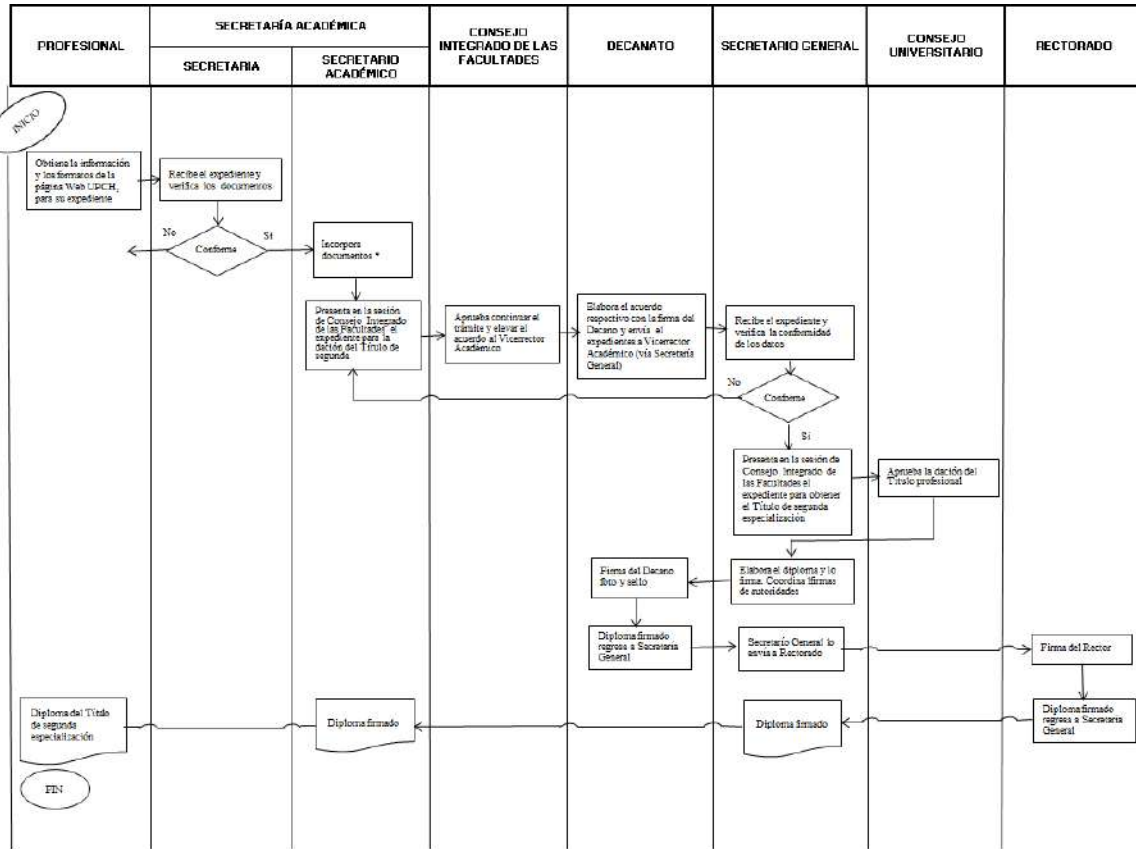 PROFESIONAL
SECRETARÍA ACADÉMICA
SECRETARIA
SECRETARIO
ACADÉMICO
CONSEJO
INTEGRADO DE LAS
FACULTADES
DECANATO
SECRETARIO GENERAL
CONSEJO
UNIVERSITARIO
RECTORADO
INICIO
Obtiene la información
y los formatos de la
página Web UPCH,
para su expediente
Recibe el expediente y
verifica los documentos
No
Conforme
Si
Incorpora
documentos *
Presenta en la sesión
de Consejo Integrado
de las Facultades el
expediente para la
dación del Título de
segunda
Aprueba continuar el
trámite y elevar el
acuerdo al Vicerrector
Académico
Elabora el acuerdo
respectivo con la firma del
Decano y envía el
expedientes a Vicerrector
Académico (vía Secretaría
General)
Recibe el expediente y
verifica la conformidad
de los datos
No
Conforme
Si
Presenta en la sesión de
Consejo Integrado de
las Facultades el
expediente para obtener
el Título de segunda
especialización
Aprueba la dación del
Título profesional
Elabora el diploma y lo
firma. Coordina firmas
de autoridades
Firma del Decano
foto y sello
Diploma firmado
regresa a Secretaria
General
Secretario General lo
envía a Rectorado
Firma del Rector
Diploma firmado
regresa a Secretaria
General
Diploma firmado
Diploma firmado
Diploma del Título
de segunda
especialización
FIN